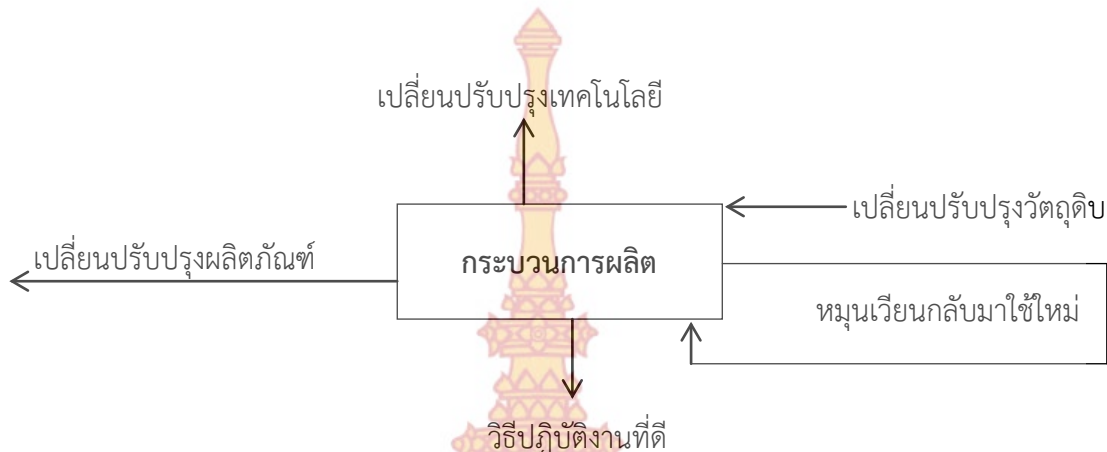 เปลี่ยนปรับปรุงเทคโนโลยี
เปลี่ยนปรับปรุงวัตถุดิบ
เปลี่ยนปรับปรุงผลิตภัณฑ์
กระบวนการผลิต
หมุนเวียนกลับมาใช้ใหม่
วิธีปฏิบัติงานที่ดี